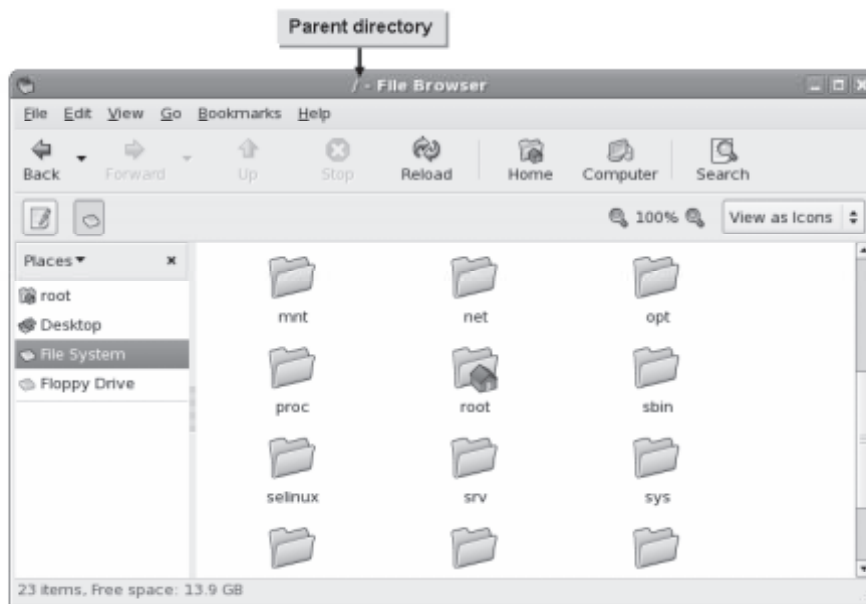 Parent directory
/ - File Browser
File Edit View Go Bookmarks Help
Back Forward Up Stop Reload Home Computer Search
100% View as Icons
Places
root
Desktop
File System
Floppy Drive
mnt net opt
proc root sbin
selinux srv sys
23 items, Free space: 13.9 GB